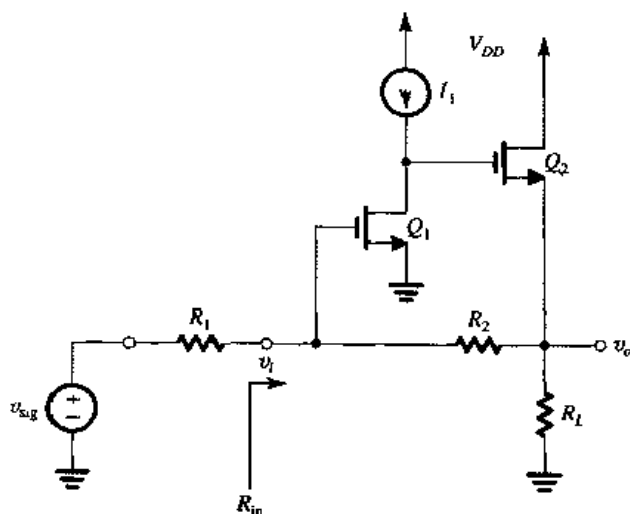 V_DD
I_1
Q_2
Q_1
R_1
R_2
v_i
v_o
v_sig
+
−
R_L
R_in